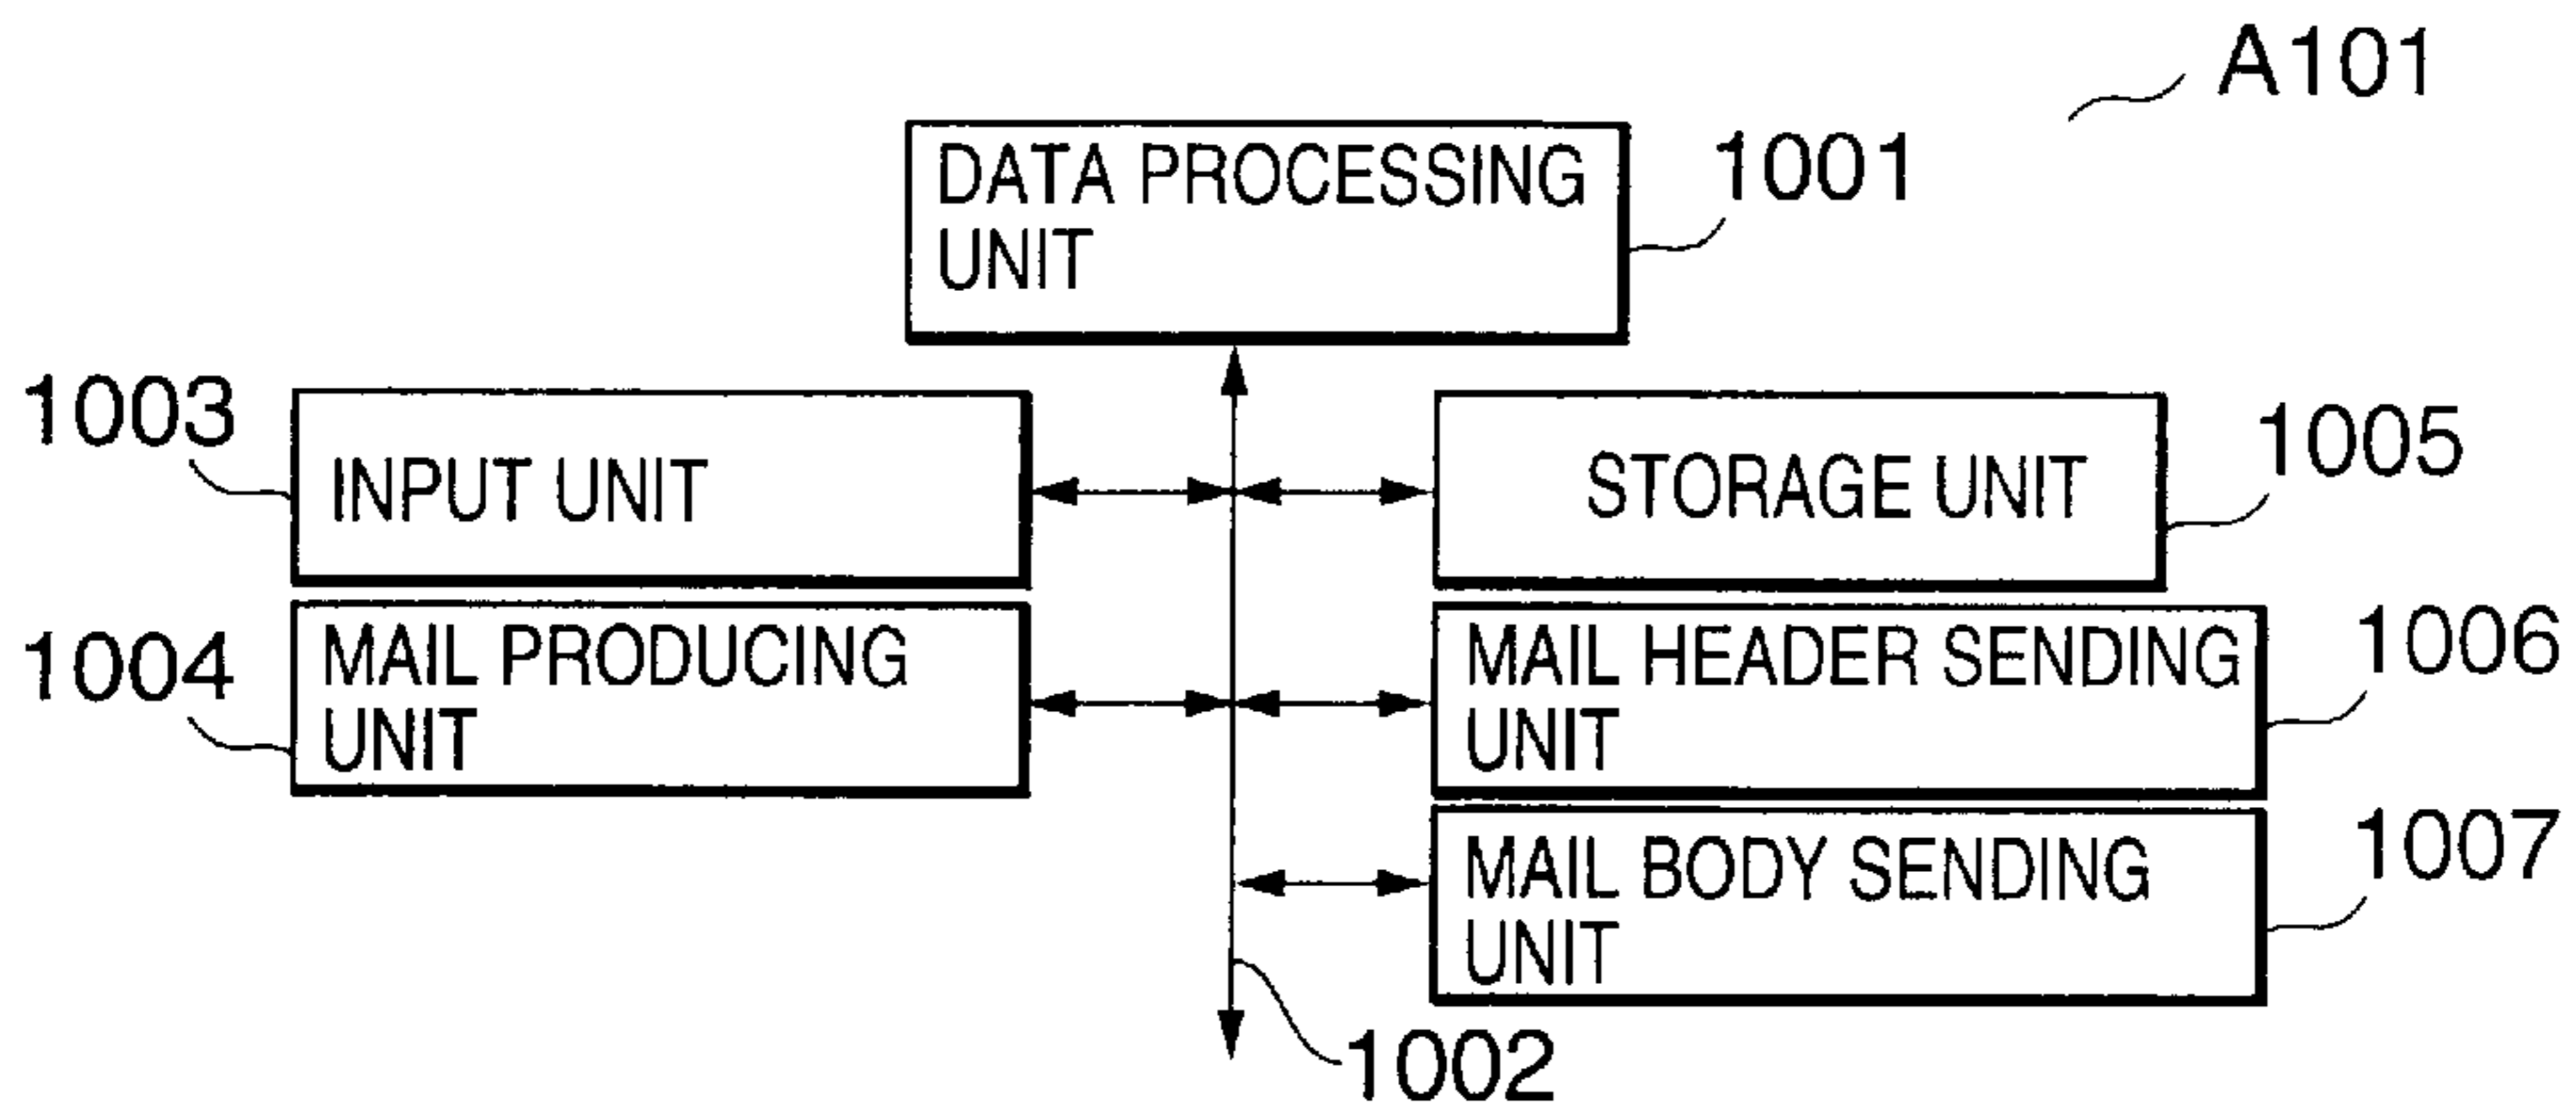 A101
DATA PROCESSING
UNIT
1001
1003
INPUT UNIT
STORAGE UNIT
1005
1004
MAIL PRODUCING
UNIT
MAIL HEADER SENDING
UNIT
1006
MAIL BODY SENDING
UNIT
1007
1002